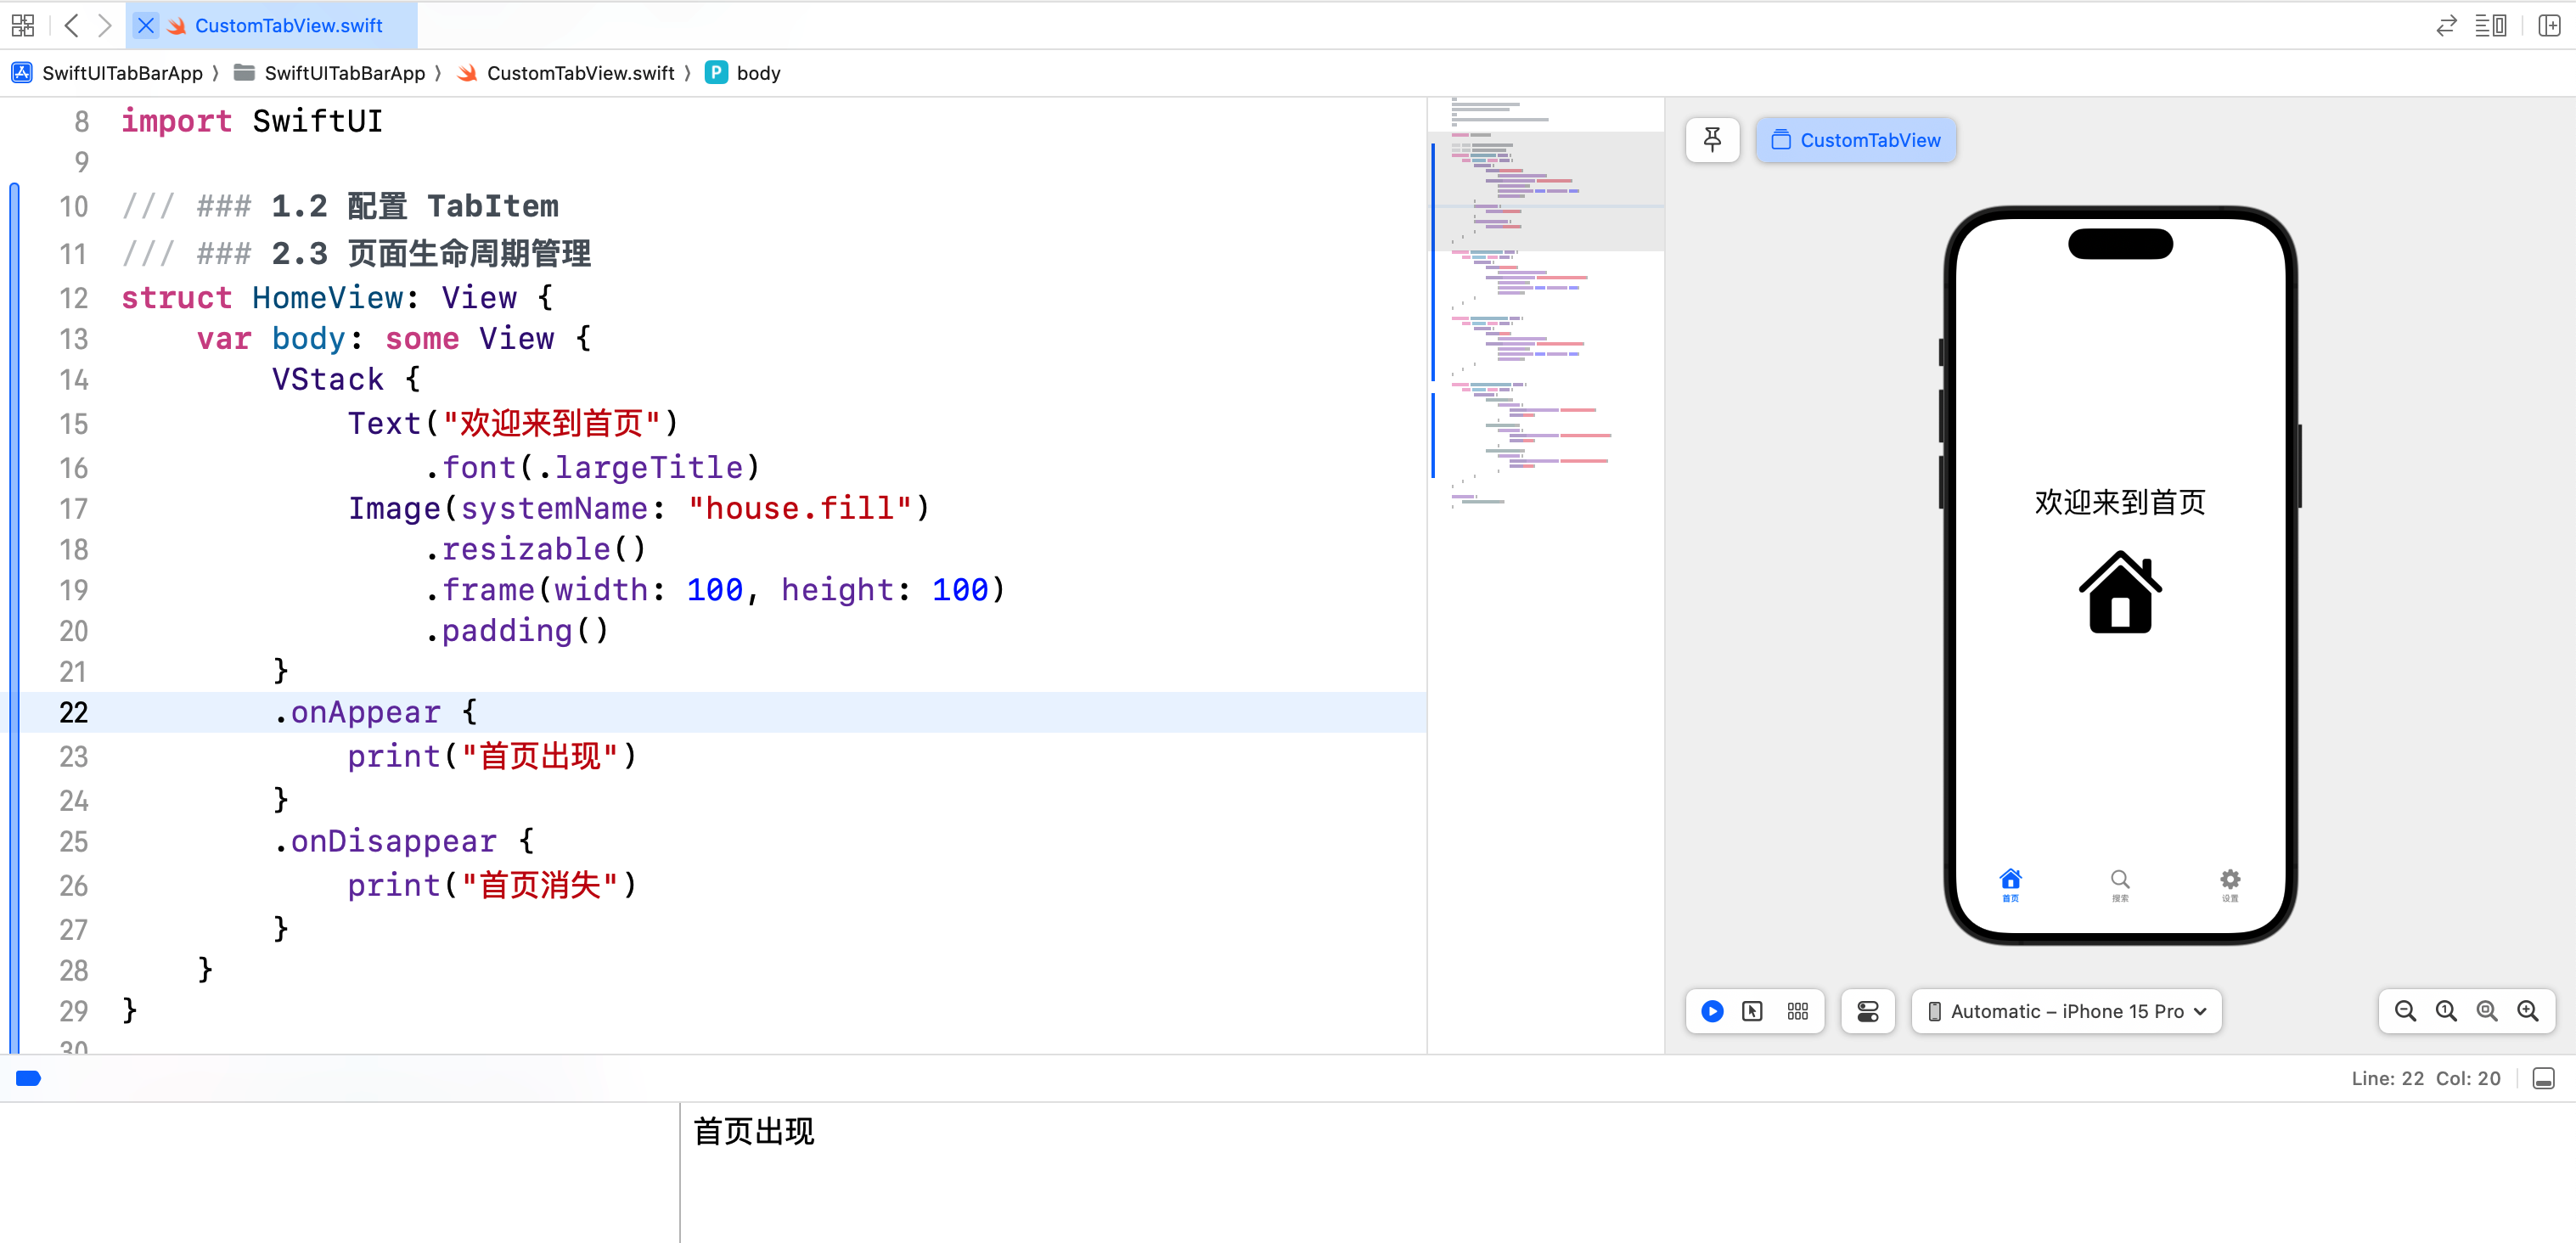 CustomTabView.swift
SwiftUITabBarApp 〉 SwiftUITabBarApp 〉 CustomTabView.swift 〉 P body
8 import SwiftUI
9
10 /// ### 1.2 配置 TabItem
11 /// ### 2.3 页面生命周期管理
12 struct HomeView: View {
13     var body: some View {
14         VStack {
15             Text("欢迎来到首页")
16                 .font(.largeTitle)
17             Image(systemName: "house.fill")
18                 .resizable()
19                 .frame(width: 100, height: 100)
20                 .padding()
21         }
22         .onAppear {
23             print("首页出现")
24         }
25         .onDisappear {
26             print("首页消失")
27         }
28     }
29 }
30
CustomTabView
欢迎来到首页
首页 搜索 设置
Automatic – iPhone 15 Pro
Line: 22 Col: 20
首页出现